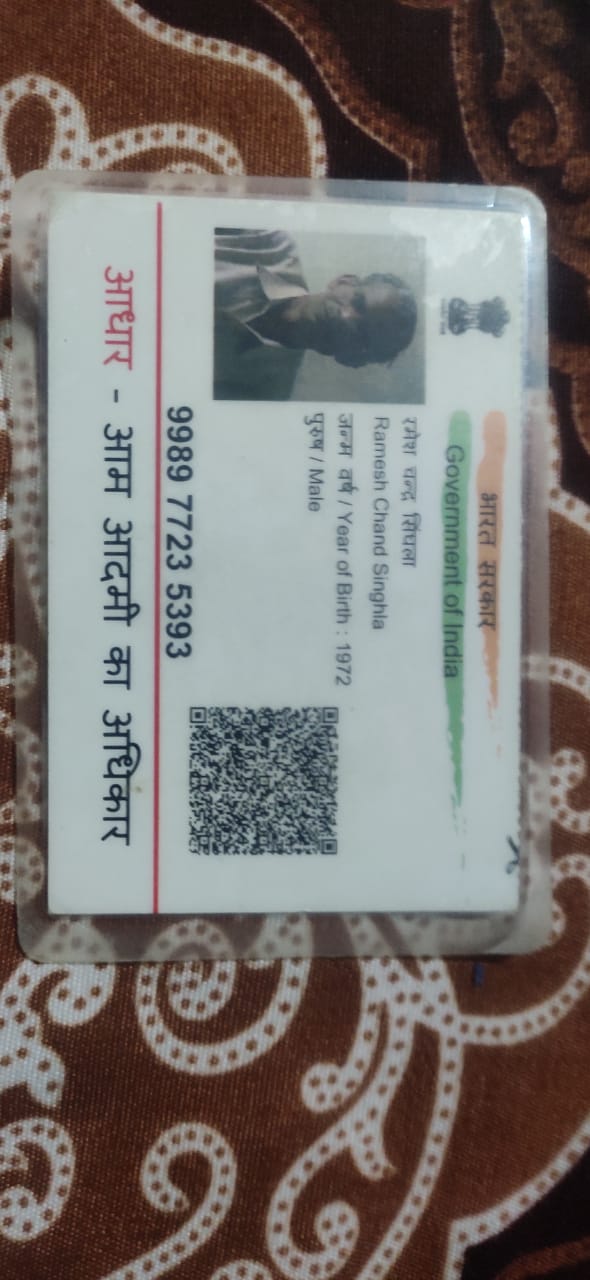 भारत सरकार
Government of India
रमेश चन्द सिंघला
Ramesh Chand Singhla
जन्म वर्ष / Year of Birth : 1972
पुरुष / Male
9989 7723 5393
आधार - आम आदमी का अधिकार